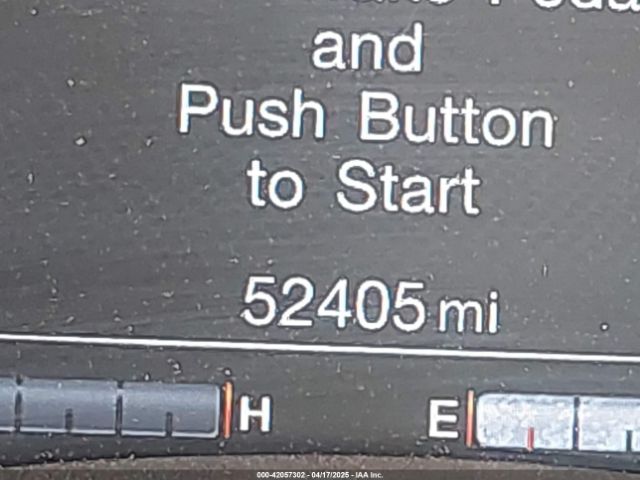 and
Push Button
to Start
52405 mi
H E
000-42057302 - 04/17/2025 - IAA Inc.